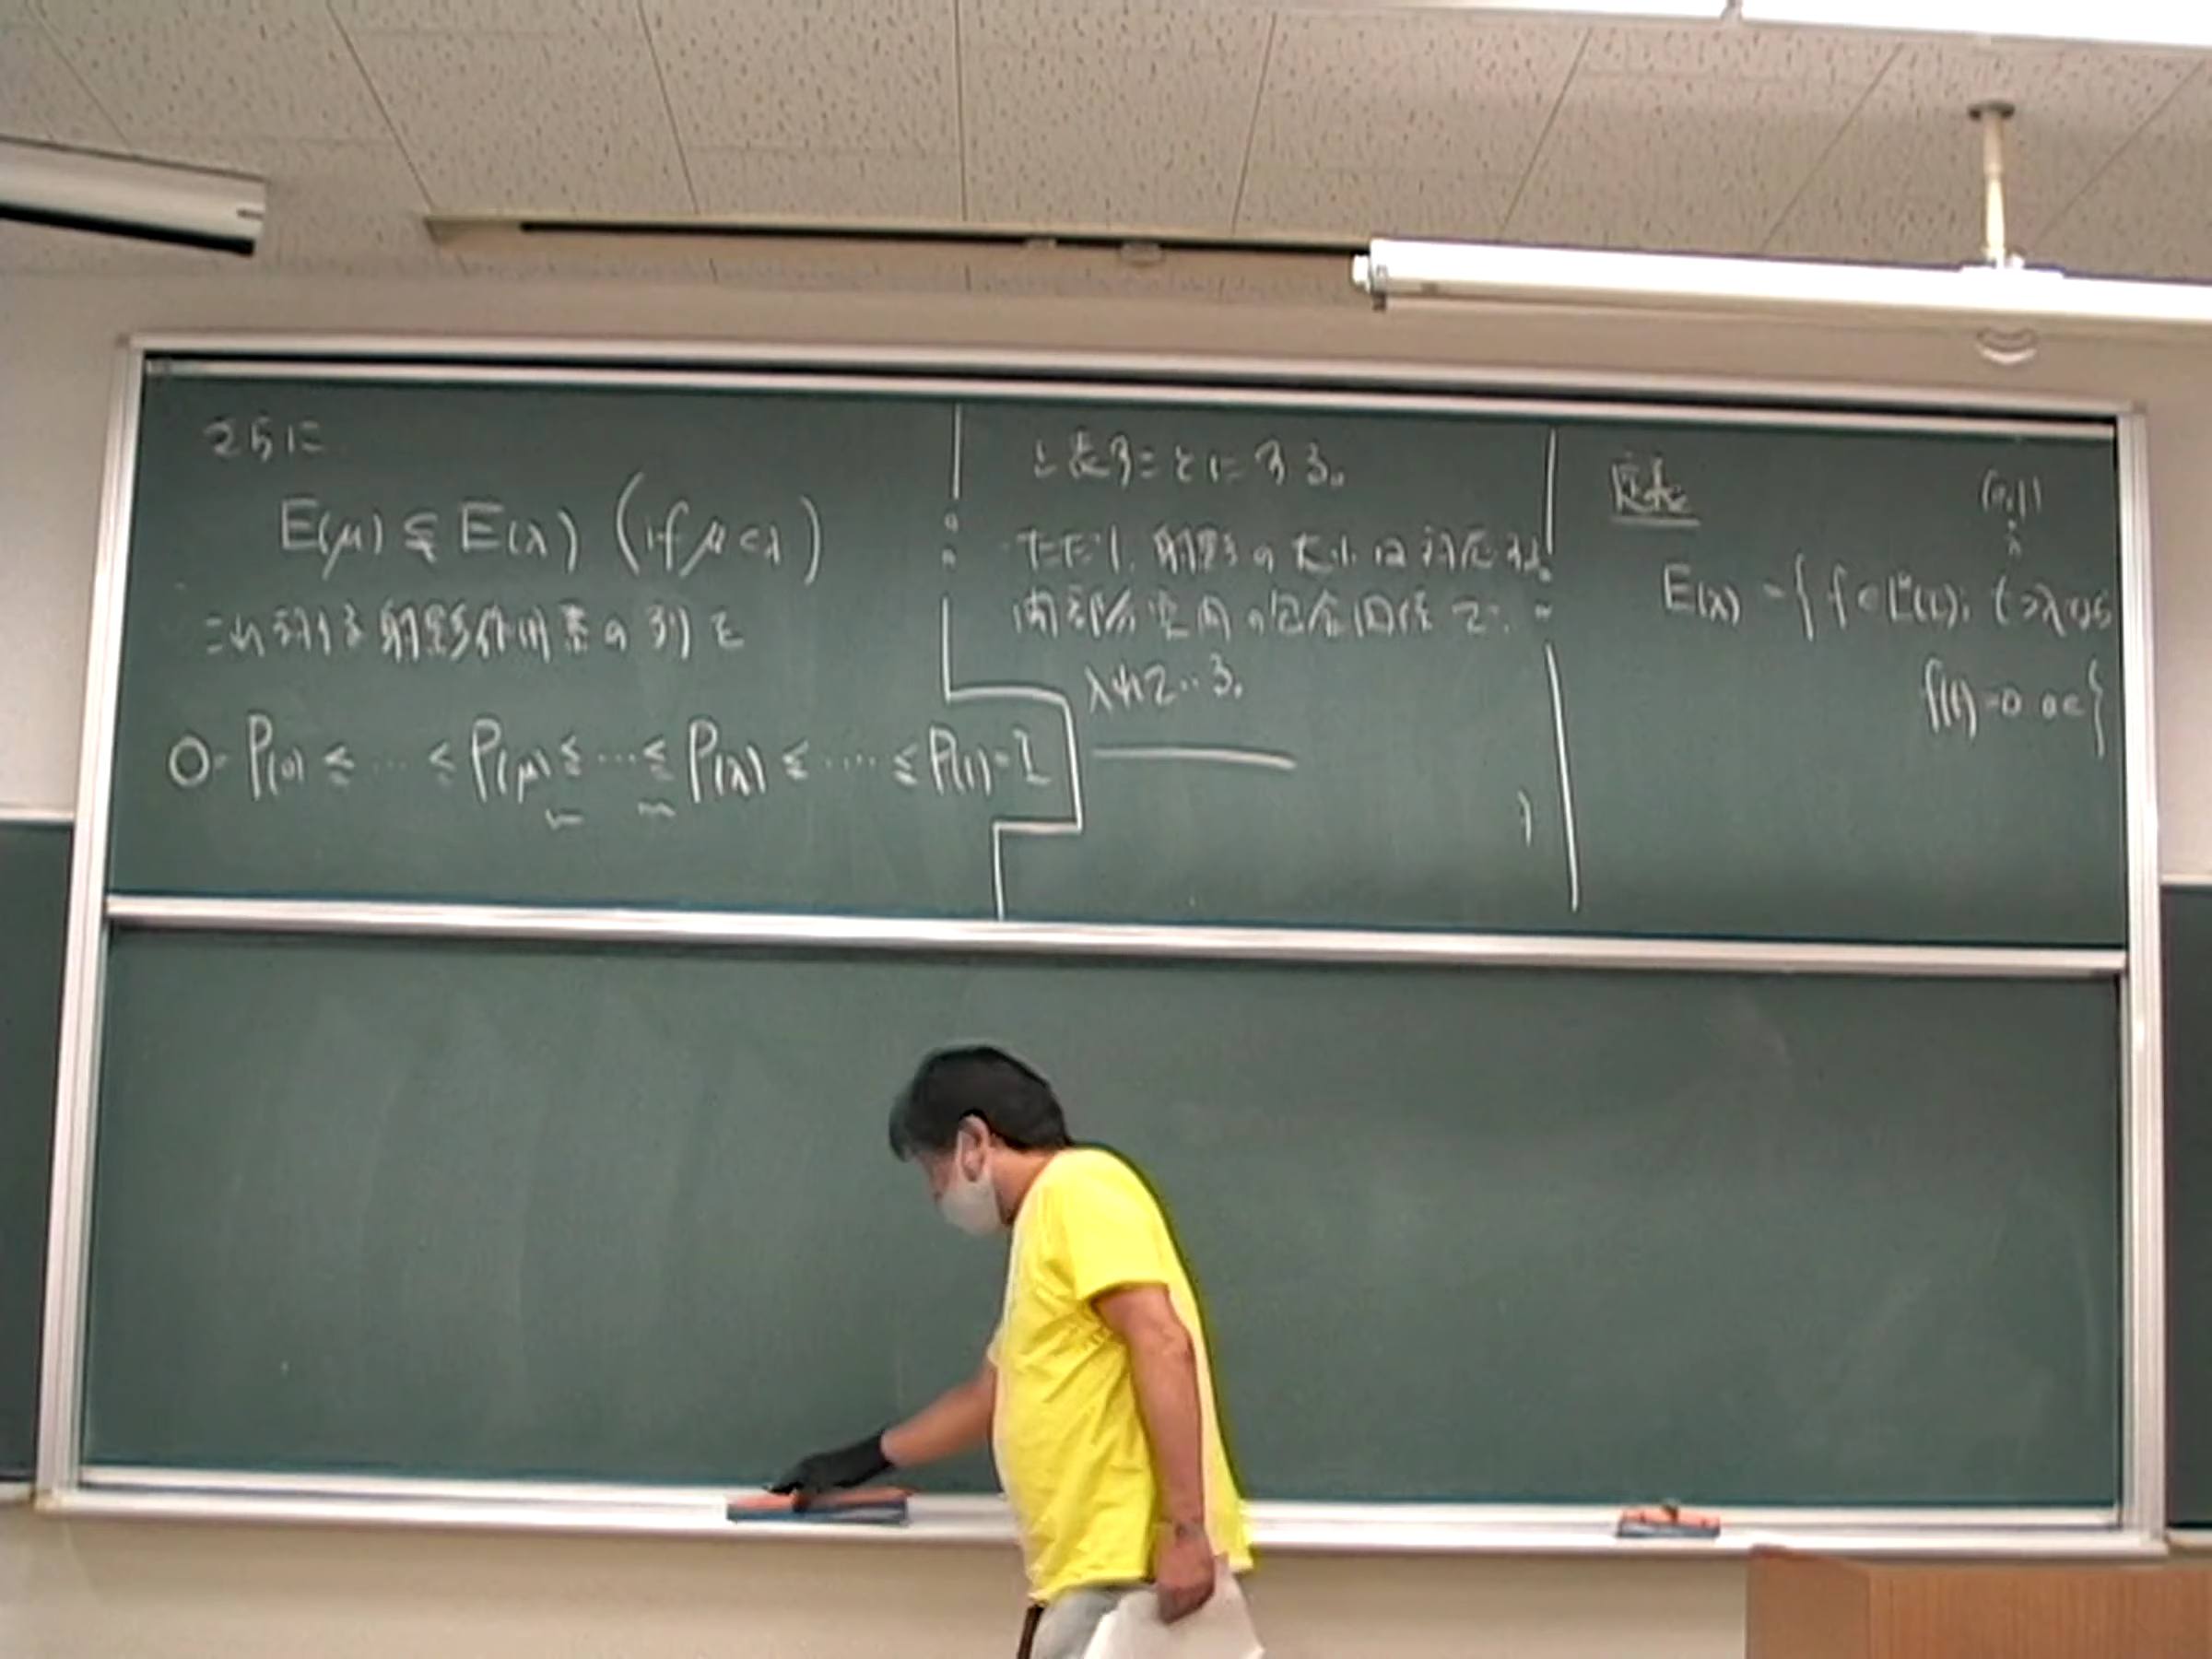 さらに
E(μ) ≦ E(λ) (if μ < λ)
これに対する射影作用素の列を
0 = P(0) ≤ … ≤ P(μ) ≤ … ≤ P(λ) ≤ … ≤ P(1) = 1
と表すことにする。
ただし、射影の大小は対応する
閉部分空間の包含関係で
入れている。
定義
(0,1)
λ
E(λ) = { f ∈ L²(I); t > λ なら
f(t) = 0 a.e. }